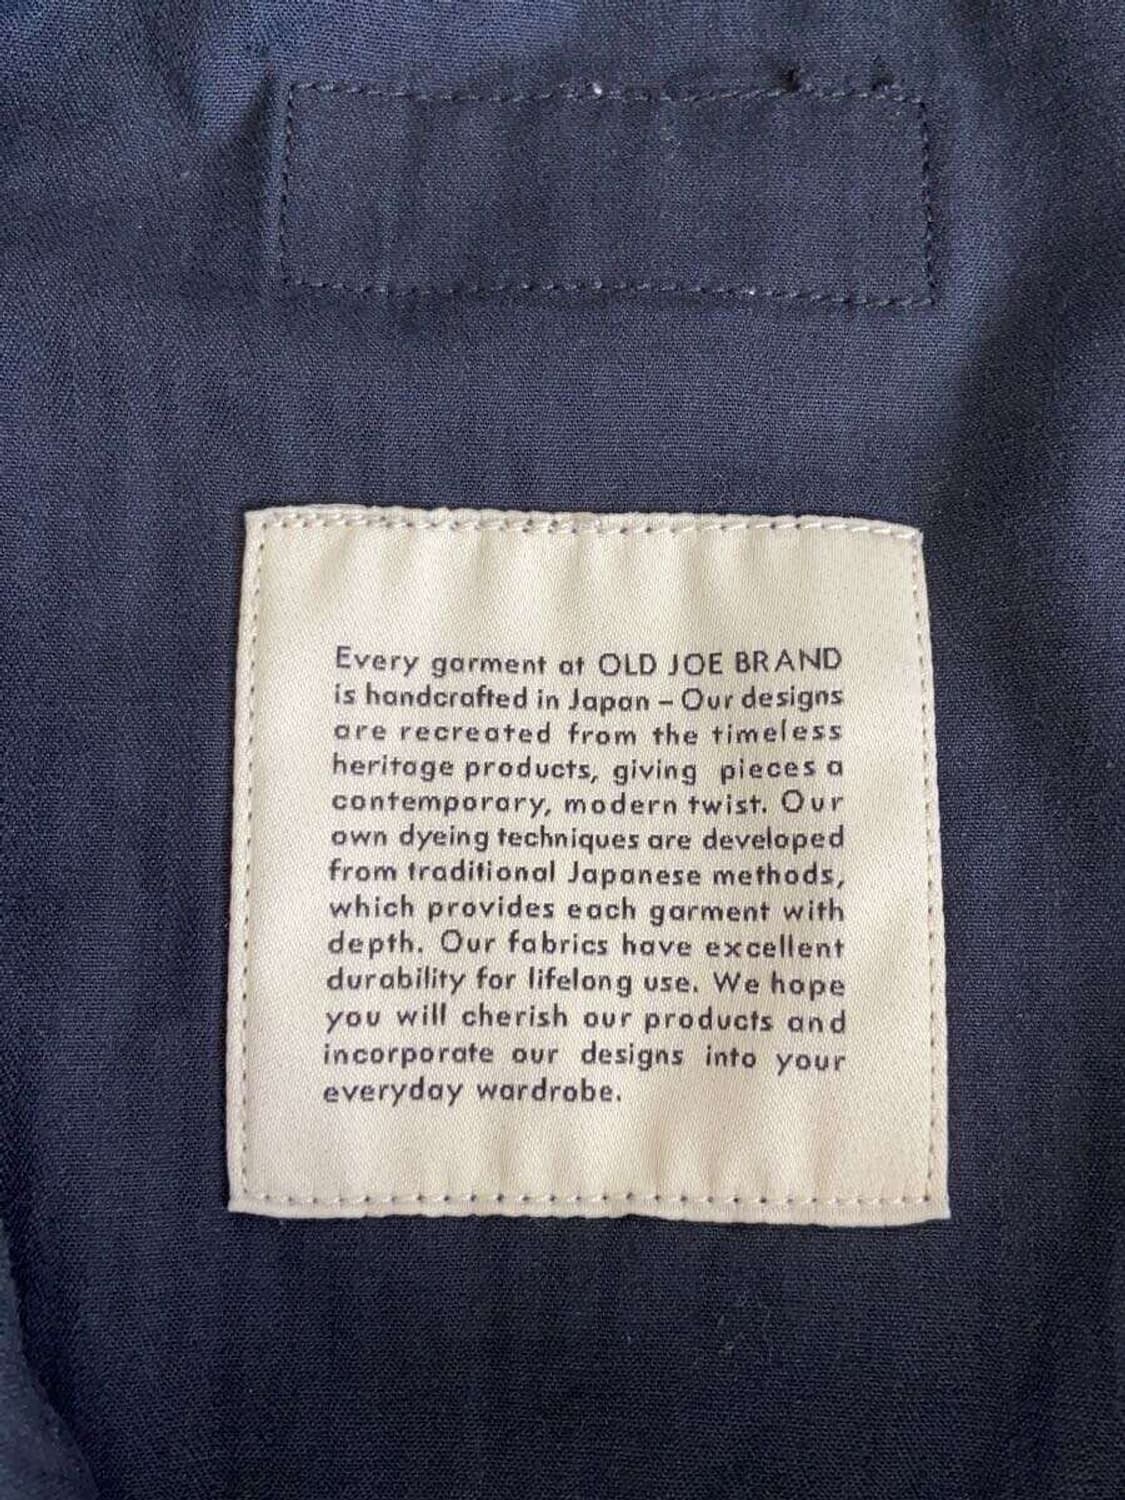 Every garment at OLD JOE BRAND
is handcrafted in Japan – Our designs
are recreated from the timeless
heritage products, giving pieces a
contemporary, modern twist. Our
own dyeing techniques are developed
from traditional Japanese methods,
which provides each garment with
depth. Our fabrics have excellent
durability for lifelong use. We hope
you will cherish our products and
incorporate our designs into your
everyday wardrobe.